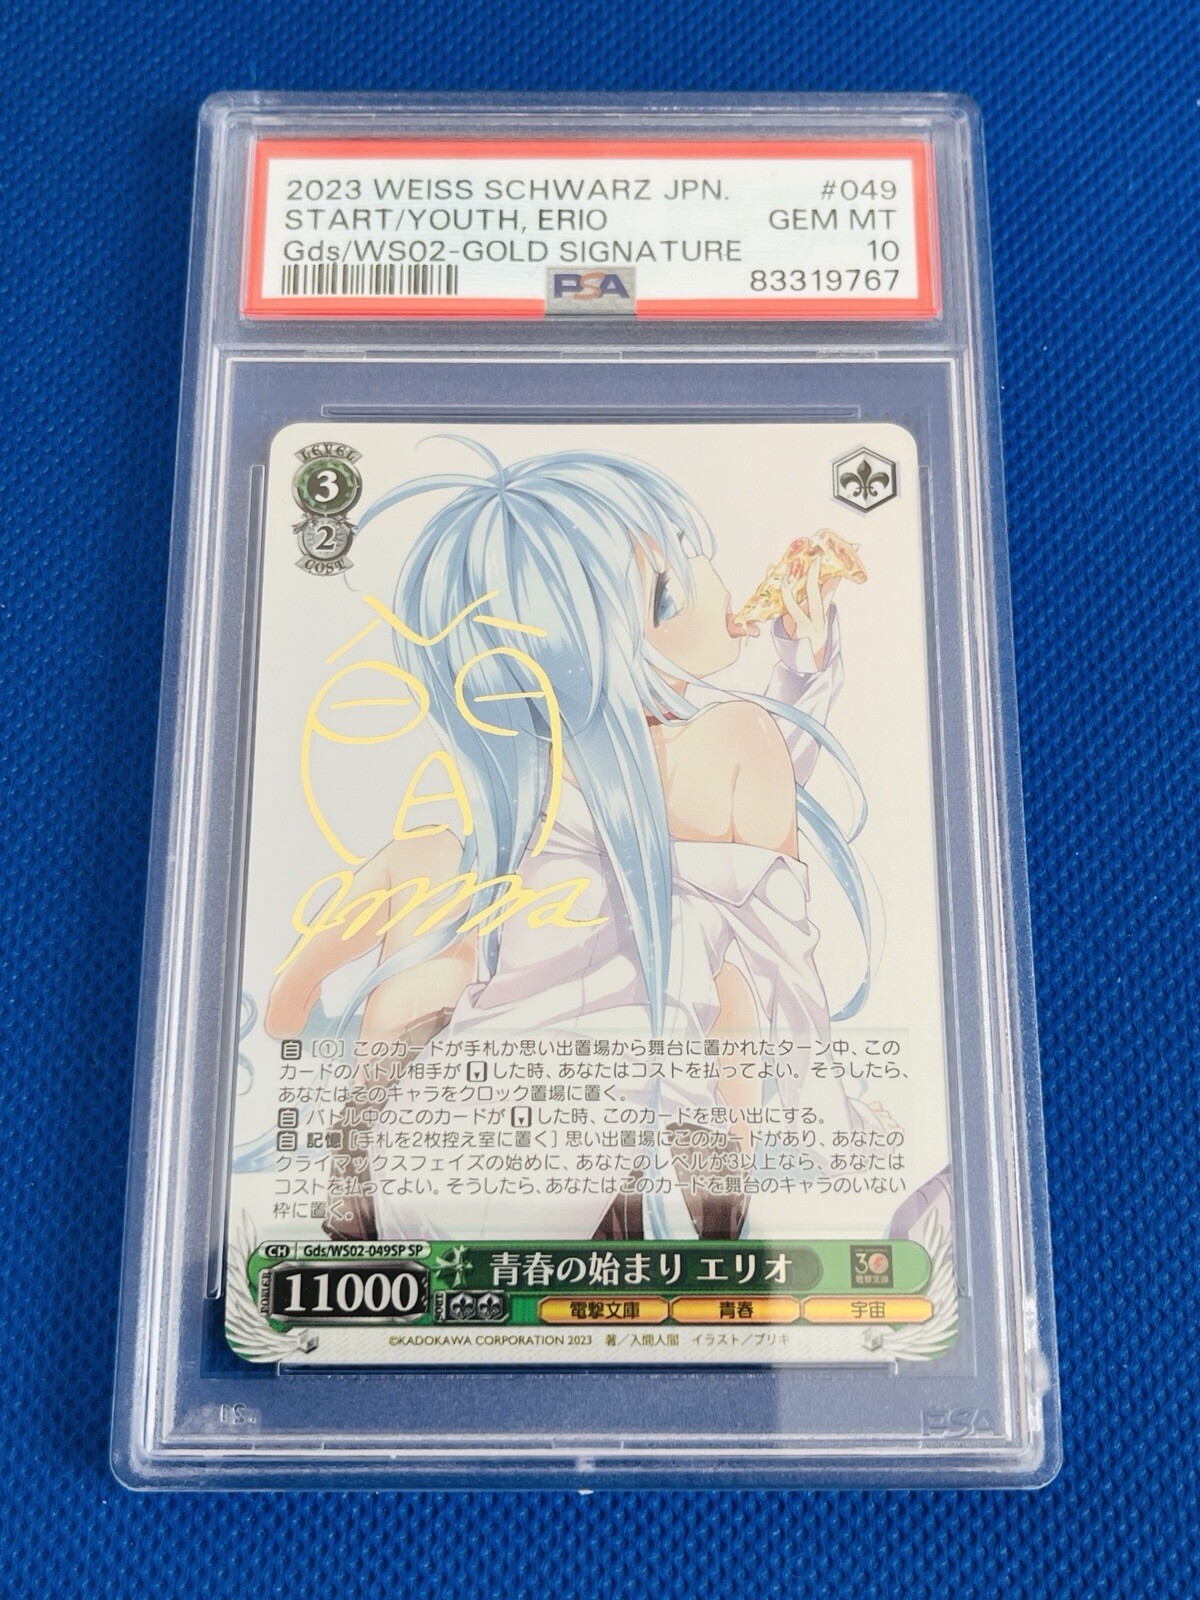 2023 WEISS SCHWARZ JPN. #049
START/YOUTH, ERIO GEM MT
Gds/WS02-GOLD SIGNATURE 10
PSA 83319767
LEVEL
3
2
COST
自 [①] このカードが手札か思い出置場から舞台に置かれたターン中、この
カードのバトル相手が した時、あなたはコストを払ってよい。そうしたら、
あなたはそのキャラをクロック置場に置く。
自 バトル中のこのカードが した時、このカードを思い出にする。
自 記憶 [手札を2枚控え室に置く] 思い出置場にこのカードがあり、あなたの
クライマックスフェイズの始めに、あなたのレベルが3以上なら、あなたは
コストを払ってよい。そうしたら、あなたはこのカードを舞台のキャラのいない
枠に置く。
CH Gds/WS02-049SP SP
青春の始まり エリオ
30 電撃文庫
POWER 11000 SOUL
電撃文庫 青春 宇宙
©KADOKAWA CORPORATION 2023 著／入間人間 イラスト／ブリキ
PSA